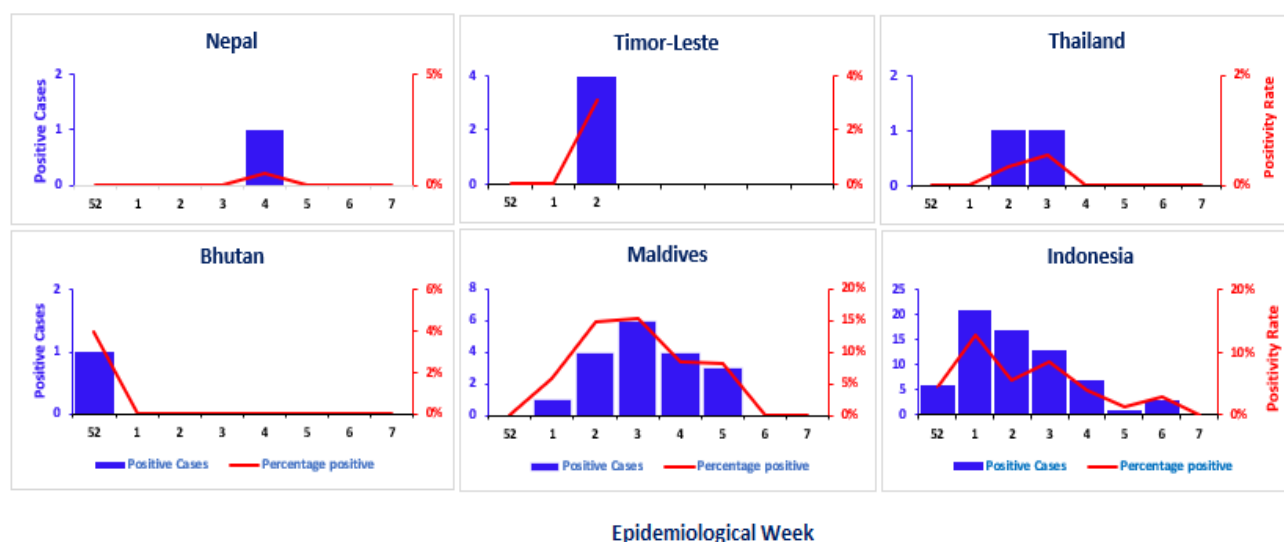 Nepal
Positive Cases
2
1
0
5%
0%
52 1 2 3 4 5 6 7
Timor-Leste
4
2
0
4%
2%
0%
52 1 2
Thailand
2
1
0
2%
0%
Positivity Rate
52 1 2 3 4 5 6 7
Bhutan
Positive Cases
2
1
0
6%
4%
2%
0%
52 1 2 3 4 5 6 7
Positive Cases Percentage positive
Maldives
8
6
4
2
0
20%
15%
10%
5%
0%
52 1 2 3 4 5 6 7
Positive Cases Percentage positive
Indonesia
25
20
15
10
5
0
20%
10%
0%
Positivity Rate
52 1 2 3 4 5 6 7
Positive Cases Percentage positive
Epidemiological Week